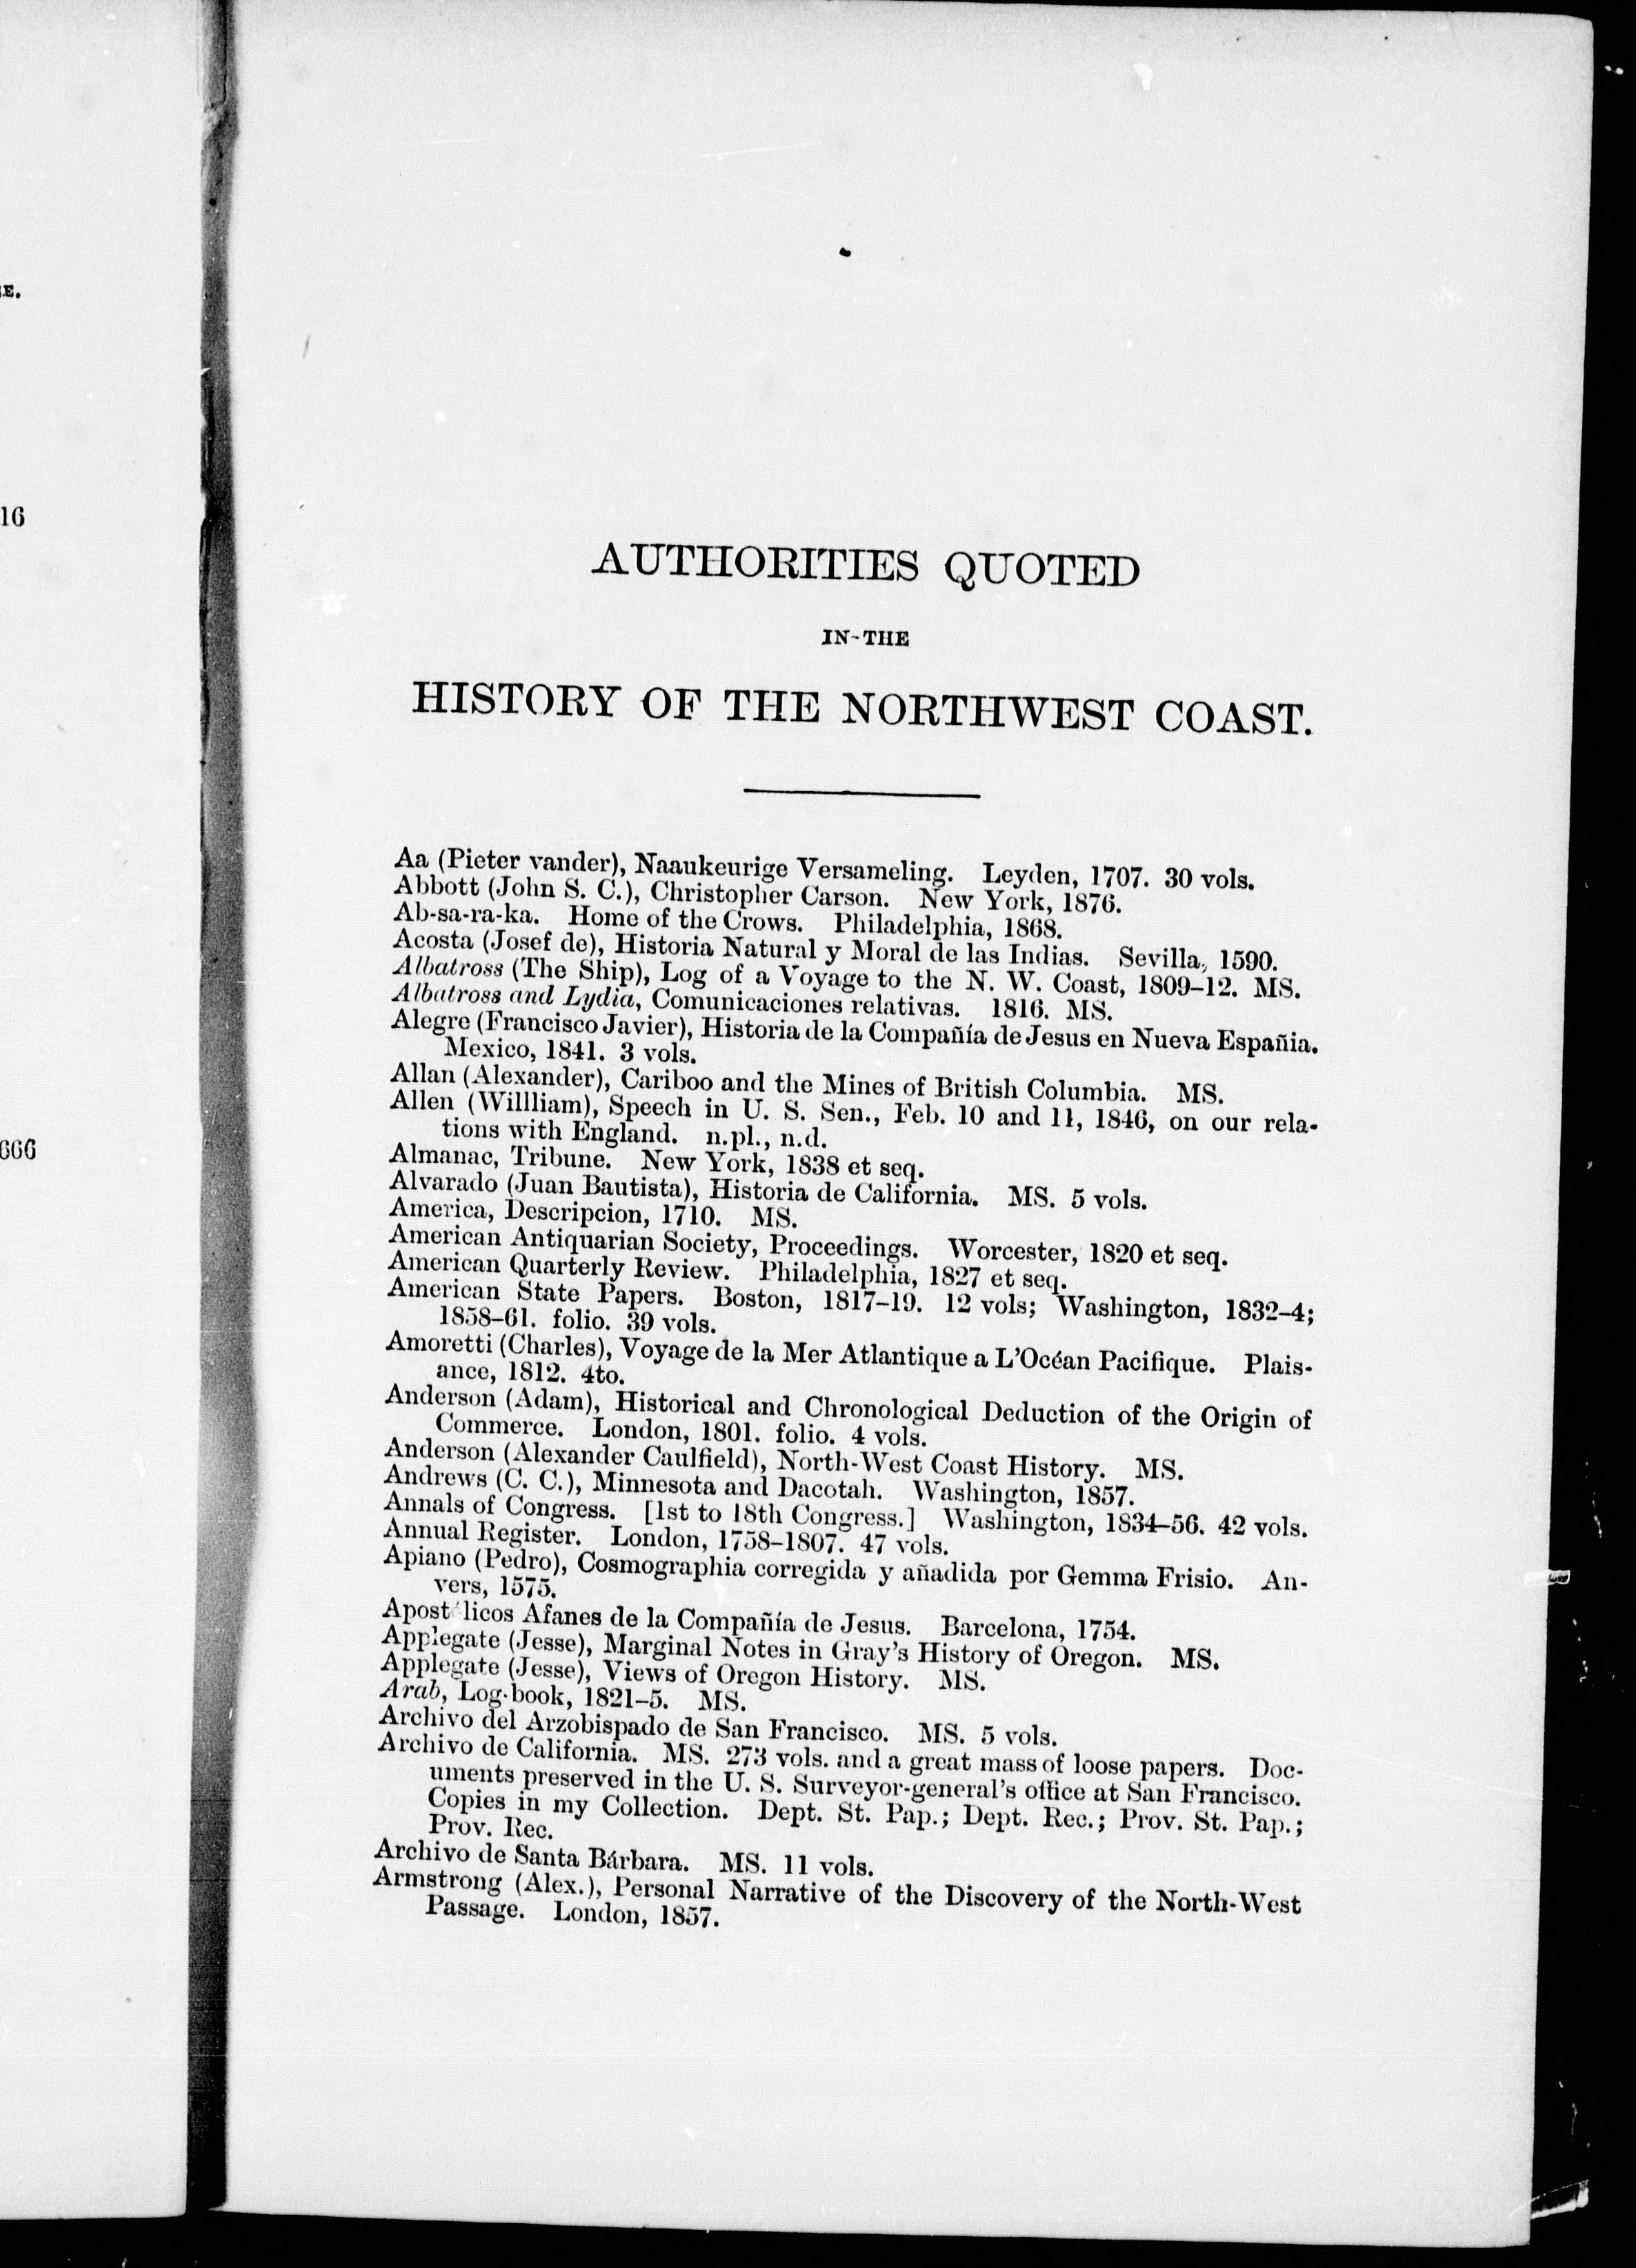 E.
16
666
AUTHORITIES QUOTED
IN-THE
HISTORY OF THE NORTHWEST COAST.
Aa (Pieter vander), Naaukeurige Versameling. Leyden, 1707. 30 vols.
Abbott (John S. C.), Christopher Carson. New York, 1876.
Ab-sa-ra-ka. Home of the Crows. Philadelphia, 1868.
Acosta (Josef de), Historia Natural y Moral de las Indias. Sevilla, 1590.
Albatross (The Ship), Log of a Voyage to the N. W. Coast, 1809–12. MS.
Albatross and Lydia, Comunicaciones relativas. 1816. MS.
Alegre (Francisco Javier), Historia de la Compañía de Jesus en Nueva Españia.
Mexico, 1841. 3 vols.
Allan (Alexander), Cariboo and the Mines of British Columbia. MS.
Allen (Willliam), Speech in U. S. Sen., Feb. 10 and 11, 1846, on our rela-
tions with England. n.pl., n.d.
Almanac, Tribune. New York, 1838 et seq.
Alvarado (Juan Bautista), Historia de California. MS. 5 vols.
America, Descripcion, 1710. MS.
American Antiquarian Society, Proceedings. Worcester, 1820 et seq.
American Quarterly Review. Philadelphia, 1827 et seq.
American State Papers. Boston, 1817–19. 12 vols; Washington, 1832–4;
1858–61. folio. 39 vols.
Amoretti (Charles), Voyage de la Mer Atlantique a L'Océan Pacifique. Plais-
ance, 1812. 4to.
Anderson (Adam), Historical and Chronological Deduction of the Origin of
Commerce. London, 1801. folio. 4 vols.
Anderson (Alexander Caulfield), North-West Coast History. MS.
Andrews (C. C.), Minnesota and Dacotah. Washington, 1857.
Annals of Congress. [1st to 18th Congress.] Washington, 1834–56. 42 vols.
Annual Register. London, 1758–1807. 47 vols.
Apiano (Pedro), Cosmographia corregida y añadida por Gemma Frisio. An-
vers, 1575.
Apost licos Afanes de la Compañía de Jesus. Barcelona, 1754.
Applegate (Jesse), Marginal Notes in Gray's History of Oregon. MS.
Applegate (Jesse), Views of Oregon History. MS.
Arab, Log-book, 1821–5. MS.
Archivo del Arzobispado de San Francisco. MS. 5 vols.
Archivo de California. MS. 273 vols. and a great mass of loose papers. Doc-
uments preserved in the U. S. Surveyor-general's office at San Francisco.
Copies in my Collection. Dept. St. Pap.; Dept. Rec.; Prov. St. Pap.;
Prov. Rec.
Archivo de Santa Bárbara. MS. 11 vols.
Armstrong (Alex.), Personal Narrative of the Discovery of the North-West
Passage. London, 1857.